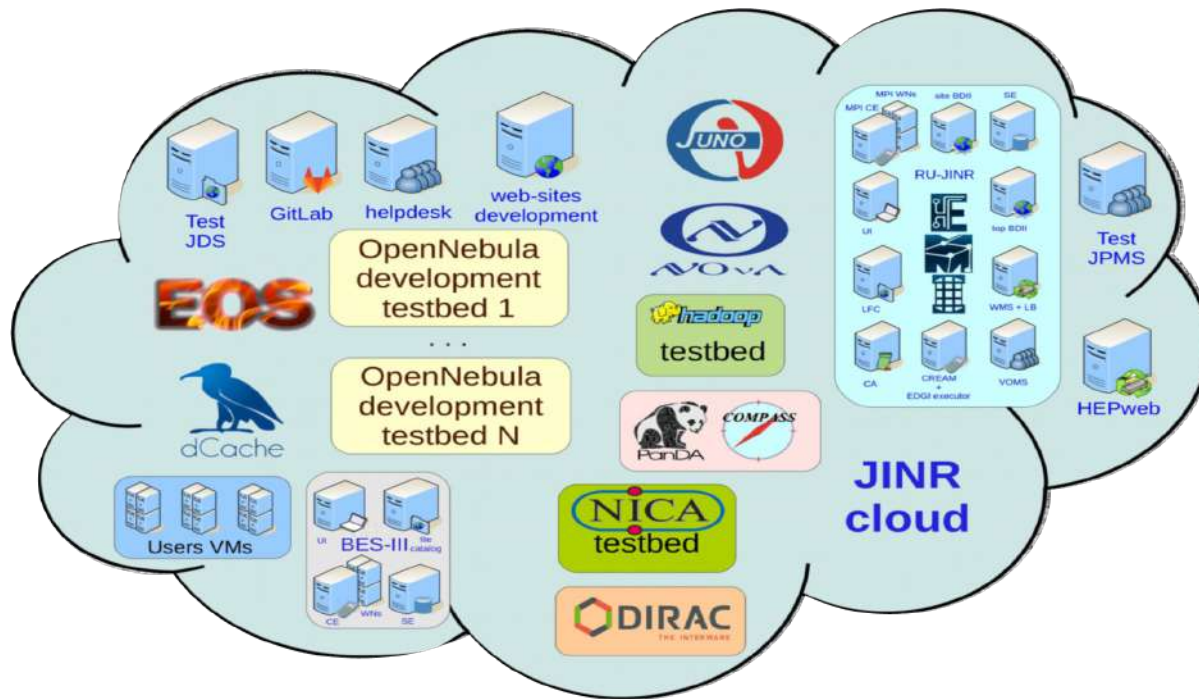 Test
JDS
GitLab
helpdesk
web-sites
development
EOS
OpenNebula
development
testbed 1
...
OpenNebula
development
testbed N
dCache
Users VMs
UI
BES-III
file
catalog
CE
WNs
SE
JUNO
NOvA
hadoop
testbed
PanDA
COMPASS
NICA
testbed
DIRAC
THE INTERWARE
MPI CE
MPI WNs
site BDII
SE
RU-JINR
UI
top BDII
LFC
WMS + LB
CA
CREAM
+
EDGI executor
VOMS
Test
JPMS
HEPweb
JINR
cloud